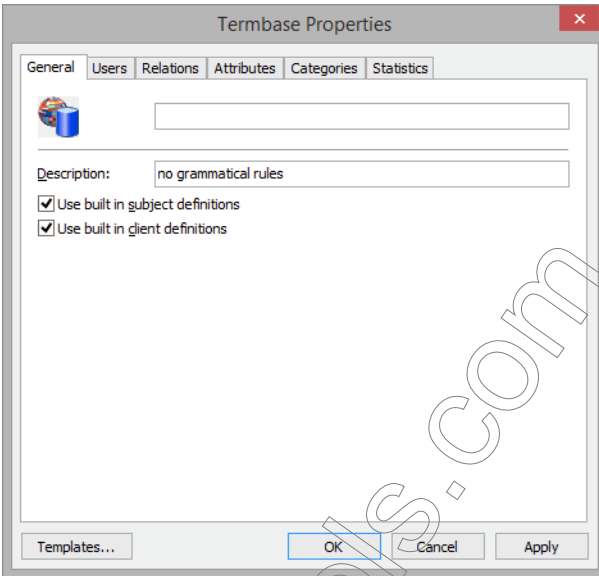 Termbase Properties
General Users Relations Attributes Categories Statistics
Description: no grammatical rules
Use built in subject definitions
Use built in client definitions
Templates... OK Cancel Apply